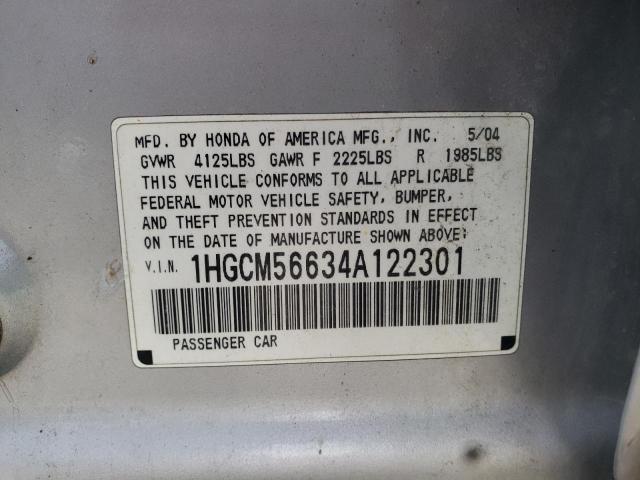 MFD. BY HONDA OF AMERICA MFG., INC. 5/04
GVWR 4125LBS GAWR F 2225LBS R 1985LBS
THIS VEHICLE CONFORMS TO ALL APPLICABLE
FEDERAL MOTOR VEHICLE SAFETY, BUMPER,
AND THEFT PREVENTION STANDARDS IN EFFECT
ON THE DATE OF MANUFACTURE SHOWN ABOVE:
V.I.N. 1HGCM56634A122301
PASSENGER CAR